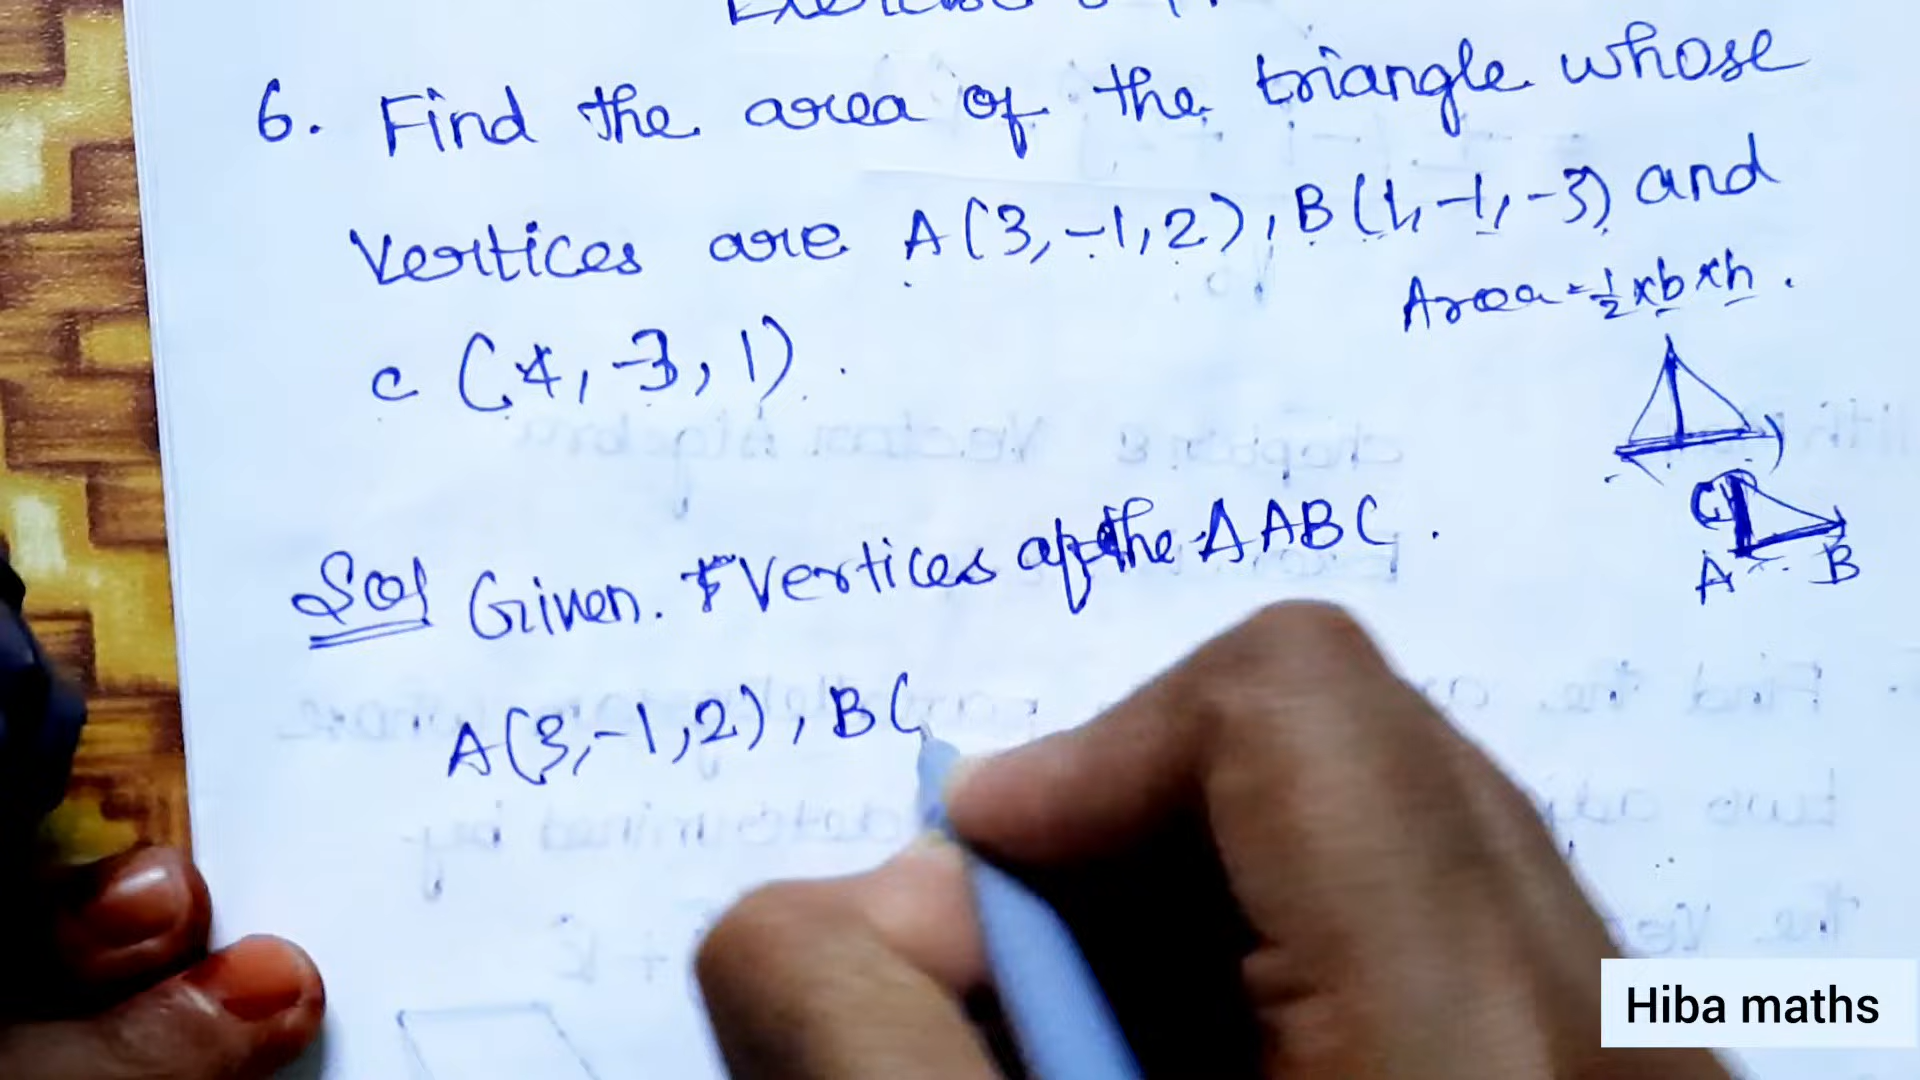 6. Find the area of the triangle whose
vertices are A(3,-1,2), B(1,-1,-3) and
C (4, -3, 1).
Area = 1/2 × b × h.
Sol Given. Vertices of the Δ ABC.
C
A B
A(3,-1,2), B(
Hiba maths